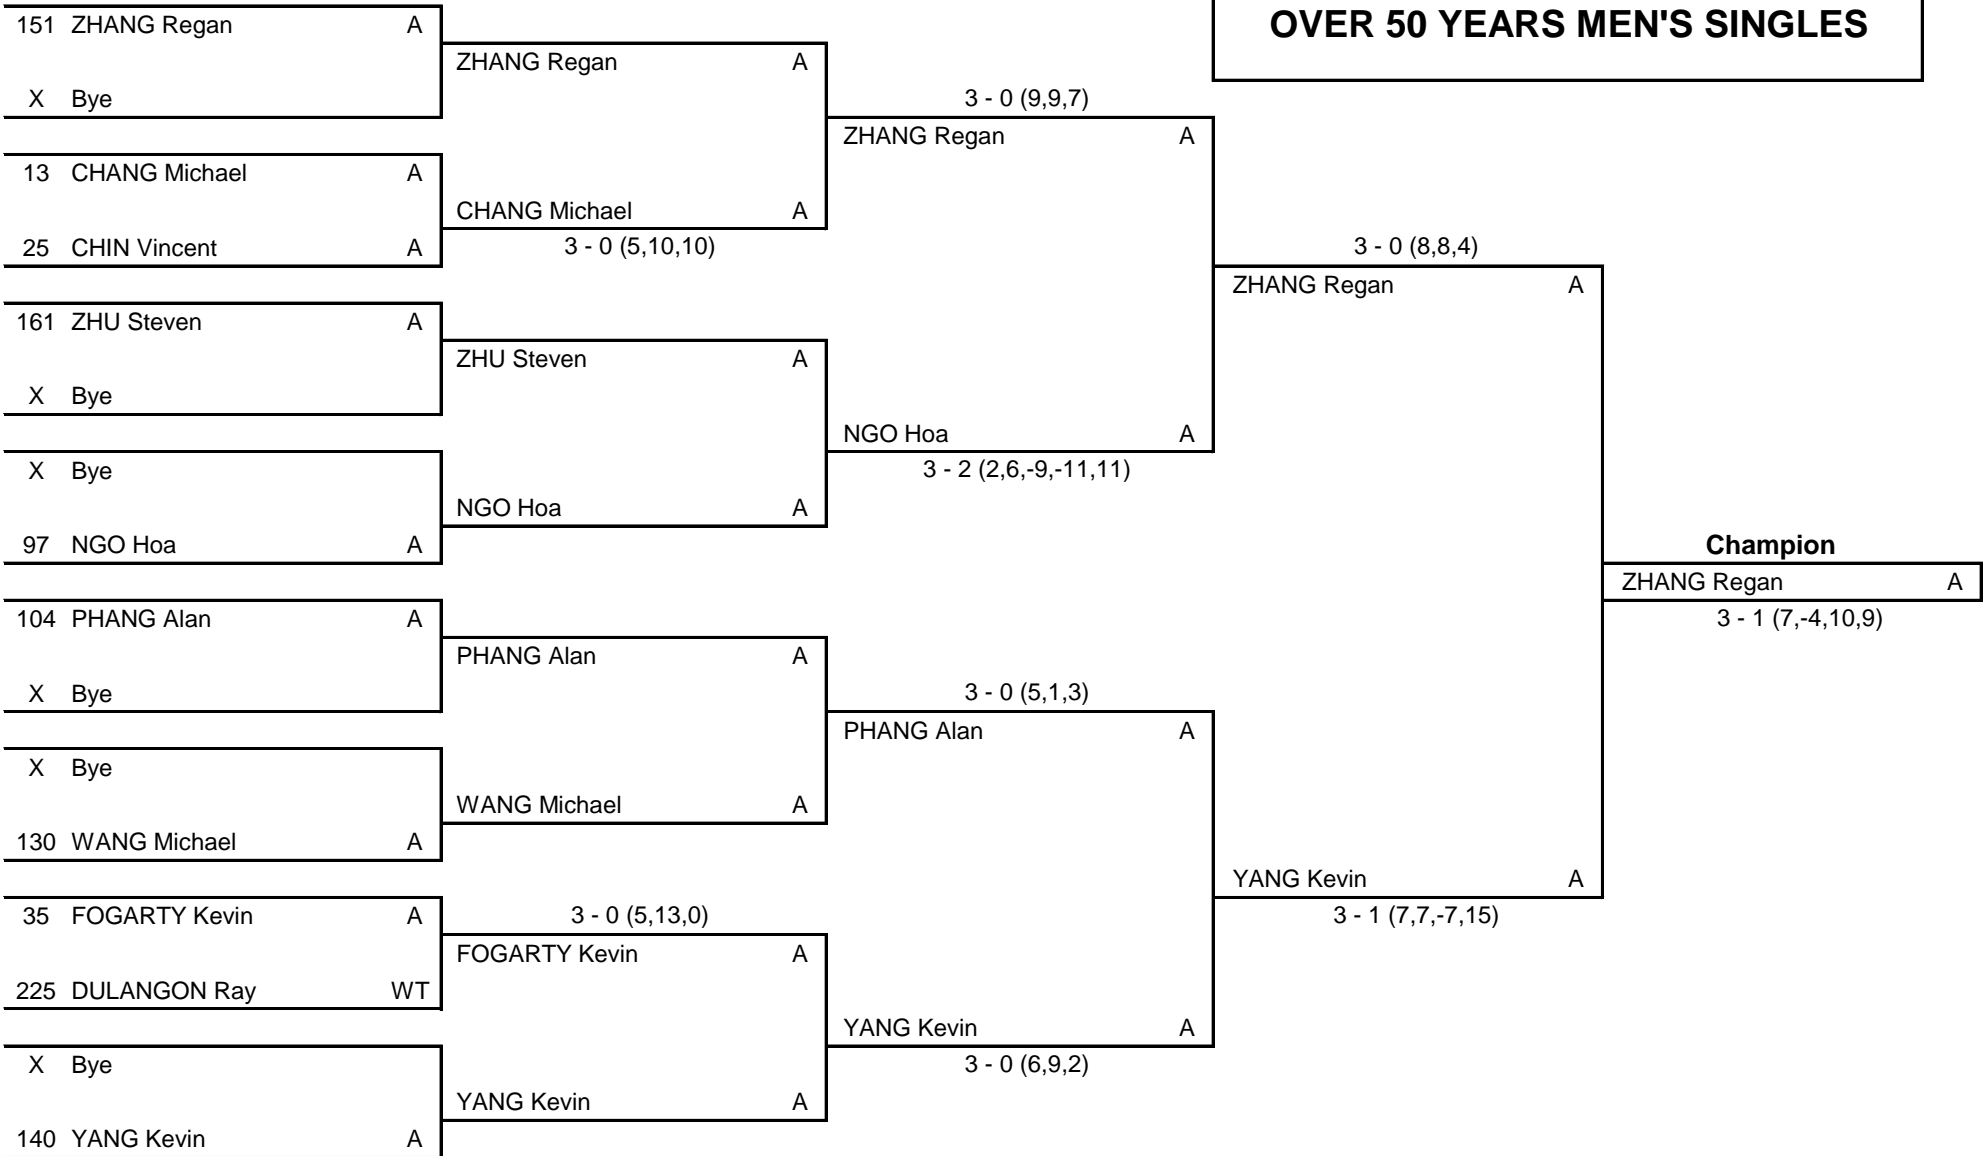 OVER 50 YEARS MEN'S SINGLES
151 ZHANG Regan A
X Bye
13 CHANG Michael A
25 CHIN Vincent A
161 ZHU Steven A
X Bye
X Bye
97 NGO Hoa A
104 PHANG Alan A
X Bye
X Bye
130 WANG Michael A
35 FOGARTY Kevin A
225 DULANGON Ray WT
X Bye
140 YANG Kevin A
ZHANG Regan A
CHANG Michael A
3 - 0 (5,10,10)
ZHU Steven A
NGO Hoa A
PHANG Alan A
WANG Michael A
3 - 0 (5,13,0)
FOGARTY Kevin A
YANG Kevin A
3 - 0 (9,9,7)
ZHANG Regan A
NGO Hoa A
3 - 2 (2,6,-9,-11,11)
3 - 0 (5,1,3)
PHANG Alan A
YANG Kevin A
3 - 0 (6,9,2)
3 - 0 (8,8,4)
ZHANG Regan A
YANG Kevin A
3 - 1 (7,7,-7,15)
Champion
ZHANG Regan A
3 - 1 (7,-4,10,9)